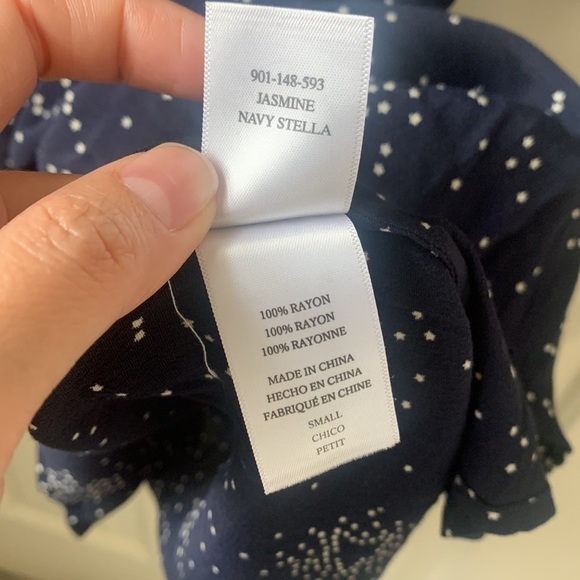 901-148-593
JASMINE
NAVY STELLA
100% RAYON
100% RAYON
100% RAYONNE
MADE IN CHINA
HECHO EN CHINA
FABRIQUÉ EN CHINE
SMALL
CHICO
PETIT